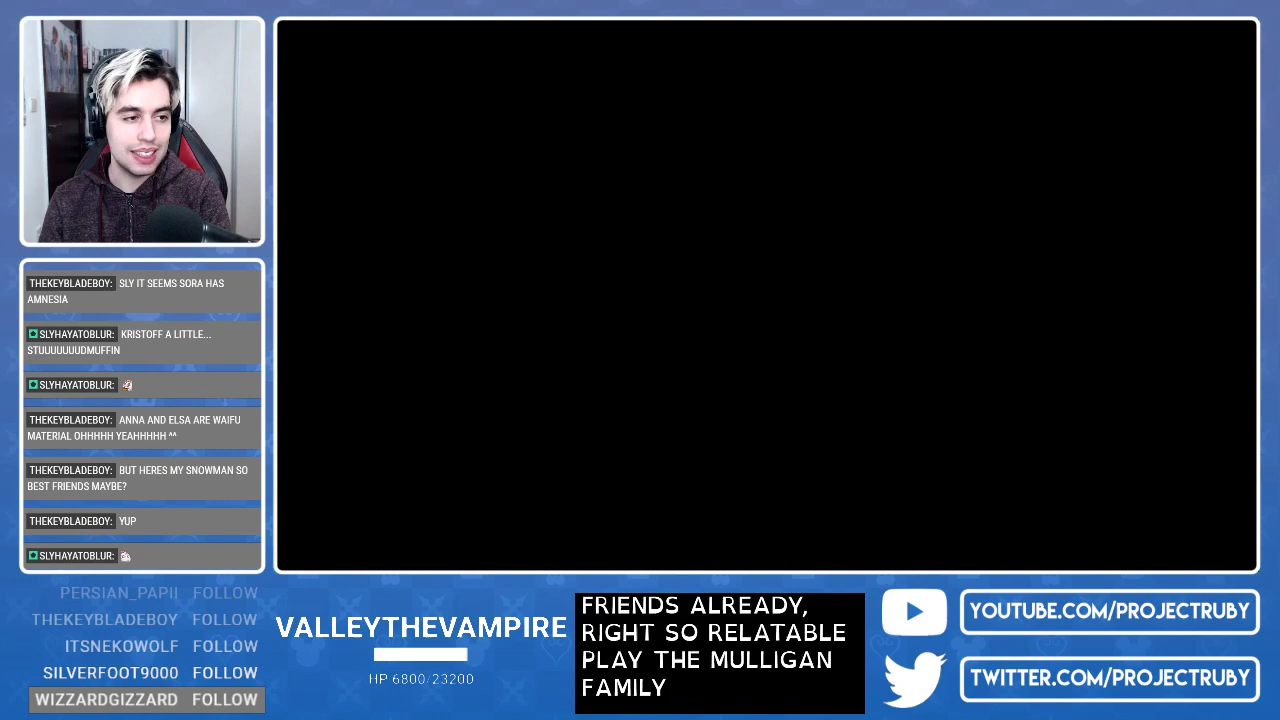 THEKEYBLADEBOY: SLY IT SEEMS SORA HAS
AMNESIA
SLYHAYATOBLUR: KRISTOFF A LITTLE...
STUUUUUUDMUFFIN
SLYHAYATOBLUR:
THEKEYBLADEBOY: ANNA AND ELSA ARE WAIFU
MATERIAL OHHHHH YEAHHHHH ^^
THEKEYBLADEBOY: BUT HERES MY SNOWMAN SO
BEST FRIENDS MAYBE?
THEKEYBLADEBOY: YUP
SLYHAYATOBLUR:
PERSIAN_PAPII FOLLOW
THEKEYBLADEBOY FOLLOW
ITSNEKOWOLF FOLLOW
SILVERFOOT9000 FOLLOW
WIZZARDGIZZARD FOLLOW
VALLEYTHEVAMPIRE
HP 6800/23200
FRIENDS ALREADY,
RIGHT SO RELATABLE
PLAY THE MULLIGAN
FAMILY
YOUTUBE.COM/PROJECTRUBY
TWITTER.COM/PROJECTRUBY